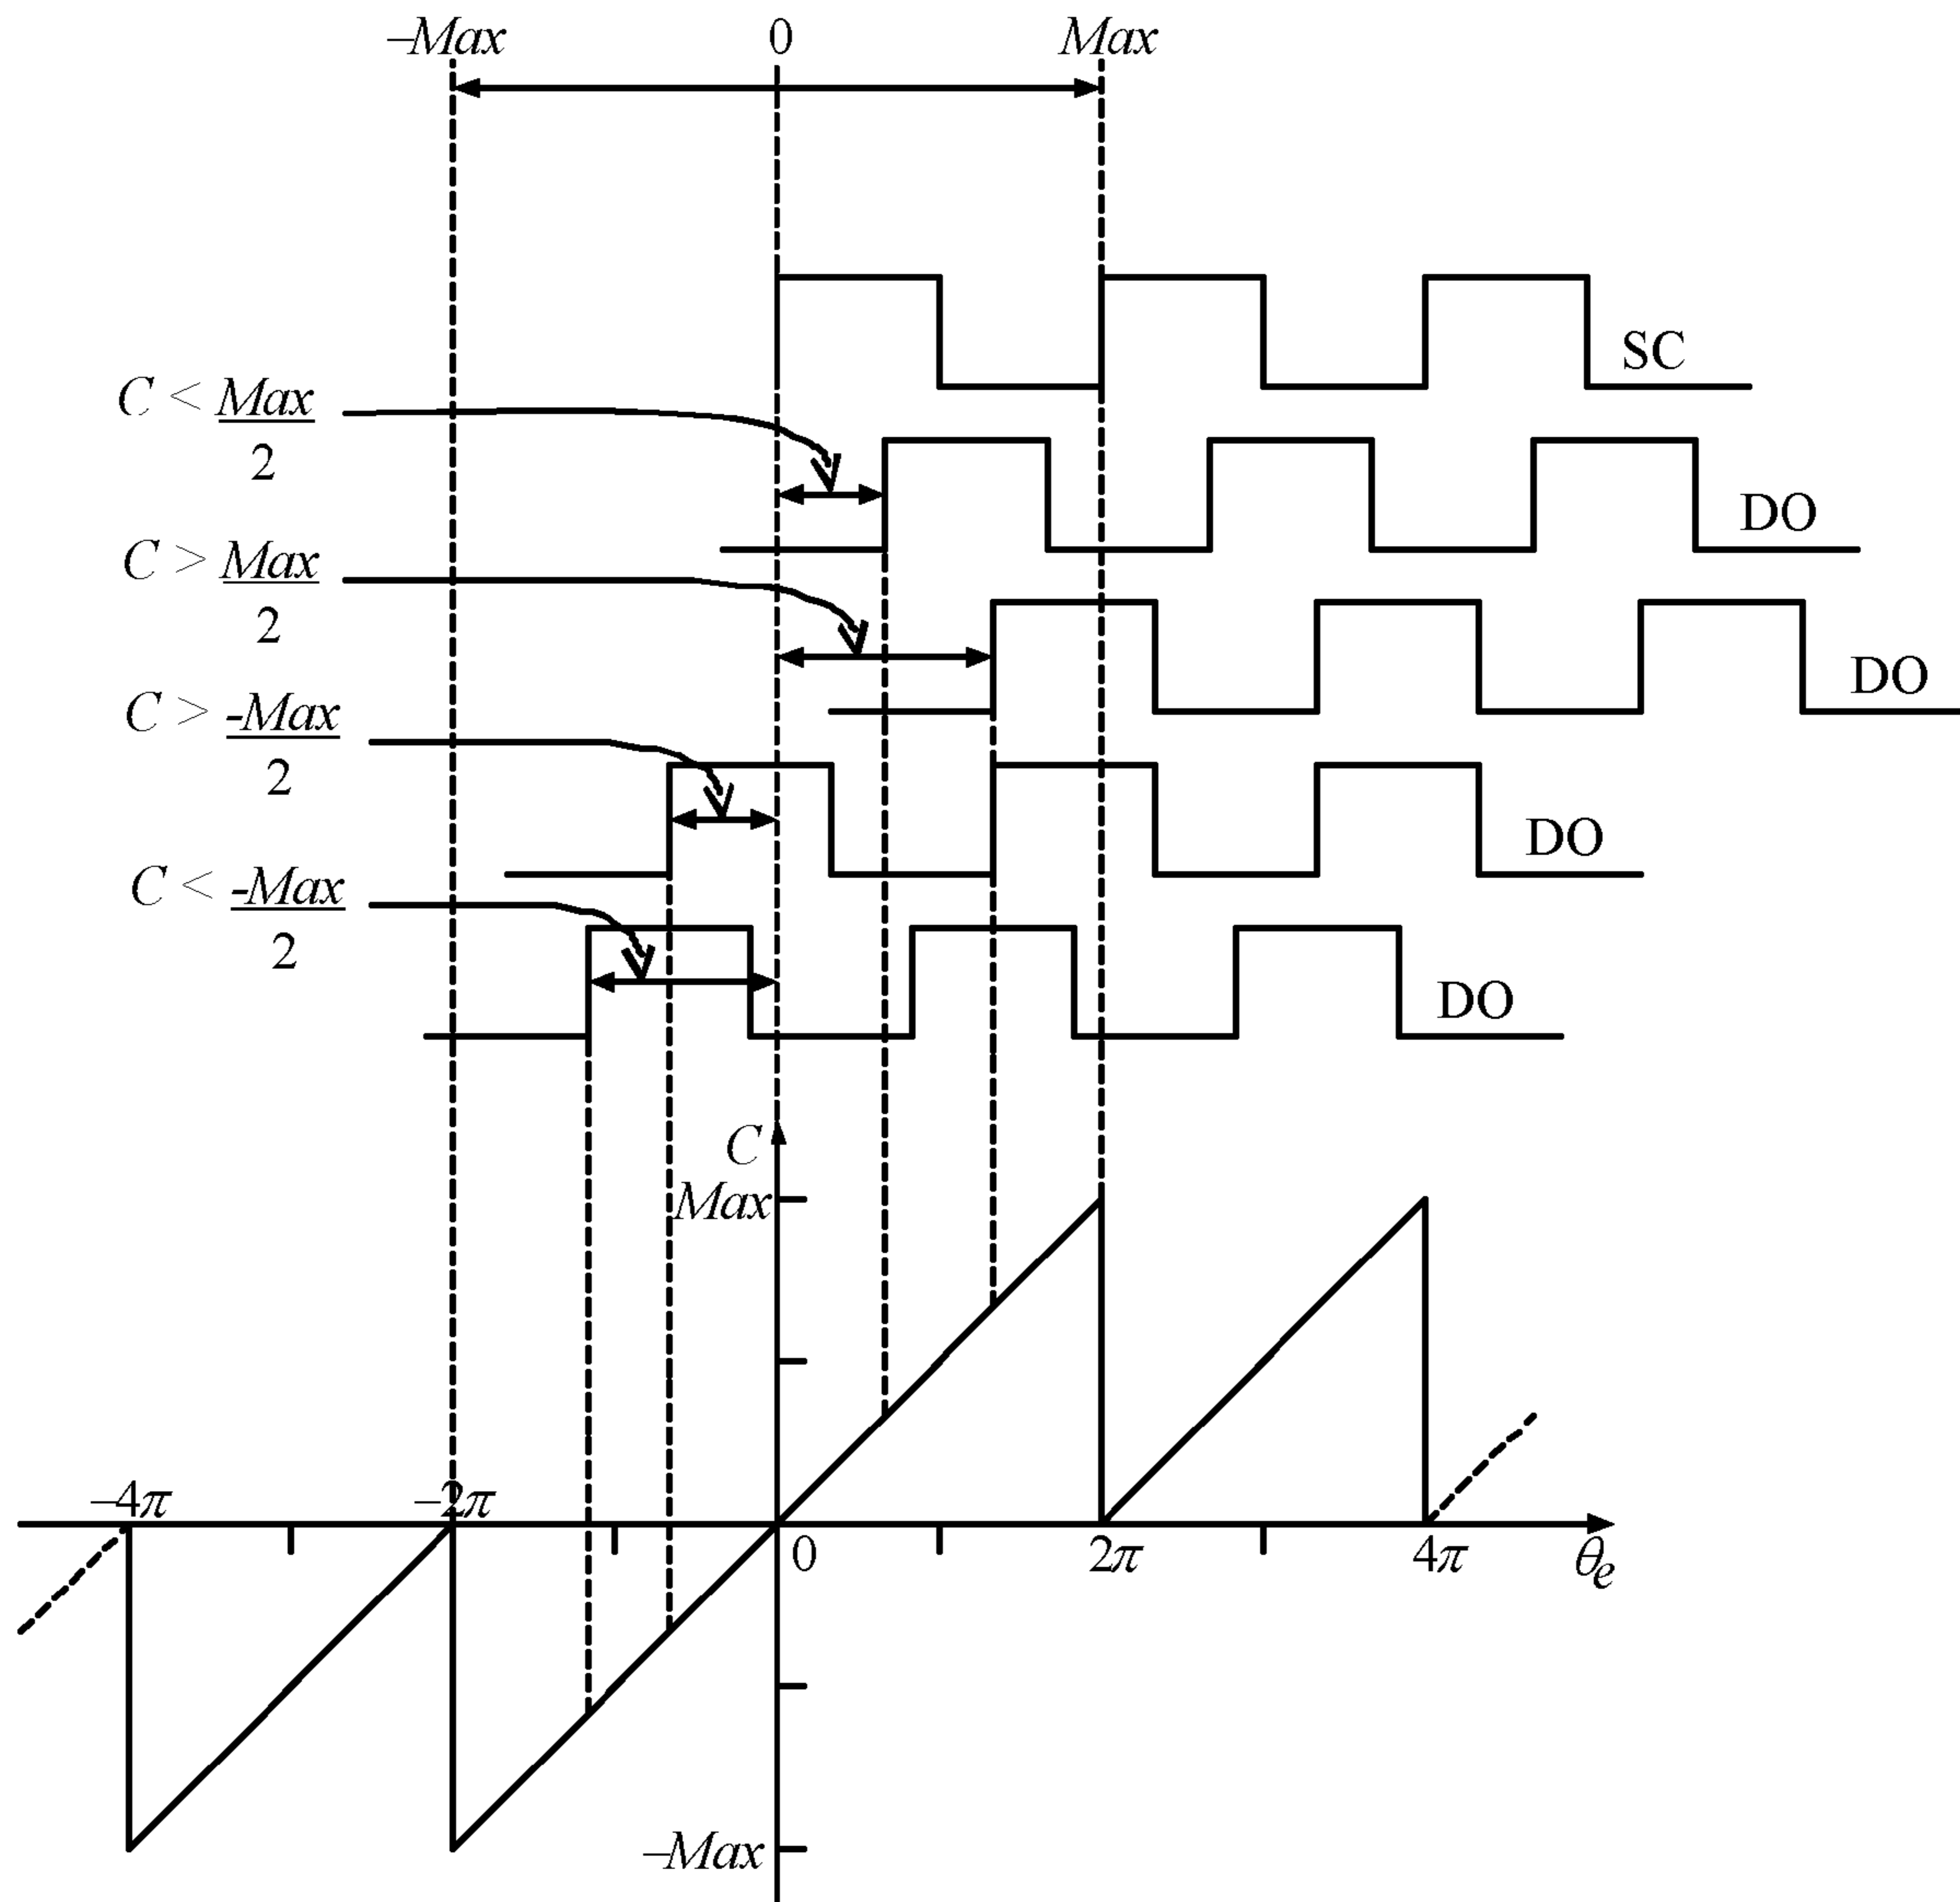 –Max 0 Max
SC
C < Max
2
DO
C > Max
2
DO
C > -Max
2
DO
C < -Max
2
DO
C
Max
–4π –2π
0 2π 4π θe
–Max